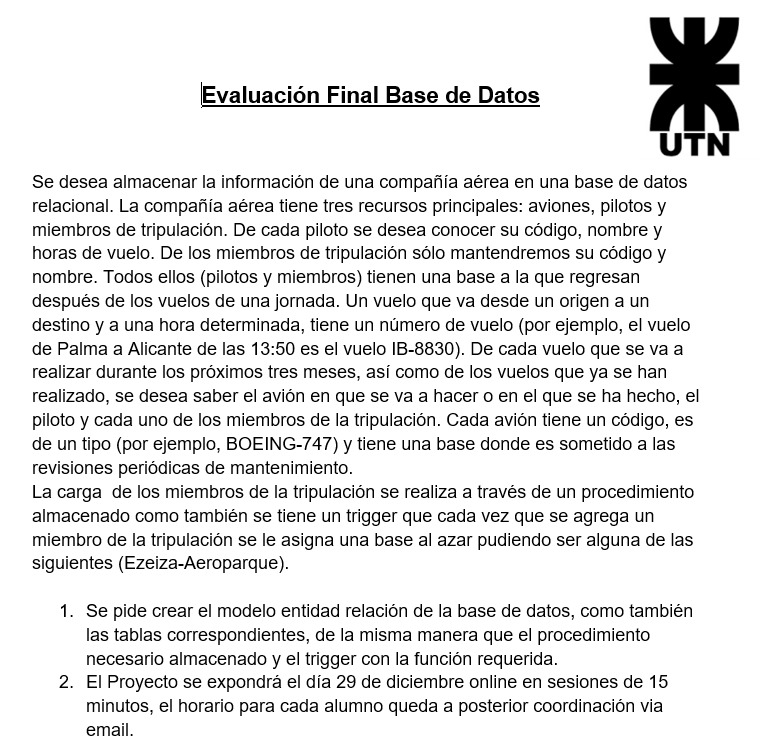 UTN
Evaluación Final Base de Datos
Se desea almacenar la información de una compañía aérea en una base de datos
relacional. La compañía aérea tiene tres recursos principales: aviones, pilotos y
miembros de tripulación. De cada piloto se desea conocer su código, nombre y
horas de vuelo. De los miembros de tripulación sólo mantendremos su código y
nombre. Todos ellos (pilotos y miembros) tienen una base a la que regresan
después de los vuelos de una jornada. Un vuelo que va desde un origen a un
destino y a una hora determinada, tiene un número de vuelo (por ejemplo, el vuelo
de Palma a Alicante de las 13:50 es el vuelo IB-8830). De cada vuelo que se va a
realizar durante los próximos tres meses, así como de los vuelos que ya se han
realizado, se desea saber el avión en que se va a hacer o en el que se ha hecho, el
piloto y cada uno de los miembros de la tripulación. Cada avión tiene un código, es
de un tipo (por ejemplo, BOEING-747) y tiene una base donde es sometido a las
revisiones periódicas de mantenimiento.
La carga  de los miembros de la tripulación se realiza a través de un procedimiento
almacenado como también se tiene un trigger que cada vez que se agrega un
miembro de la tripulación se le asigna una base al azar pudiendo ser alguna de las
siguientes (Ezeiza-Aeroparque).
1. Se pide crear el modelo entidad relación de la base de datos, como también
las tablas correspondientes, de la misma manera que el procedimiento
necesario almacenado y el trigger con la función requerida.
2. El Proyecto se expondrá el día 29 de diciembre online en sesiones de 15
minutos, el horario para cada alumno queda a posterior coordinación via
email.